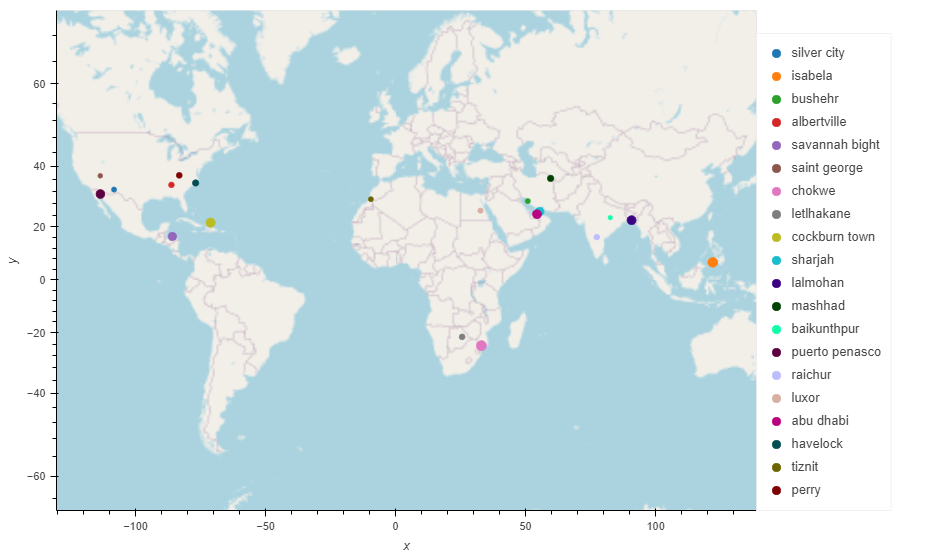 60
40
20
0
−20
−40
−60
y
−100
−50
0
50
100
x
silver city
isabela
bushehr
albertville
savannah bight
saint george
chokwe
letlhakane
cockburn town
sharjah
lalmohan
mashhad
baikunthpur
puerto penasco
raichur
luxor
abu dhabi
havelock
tiznit
perry